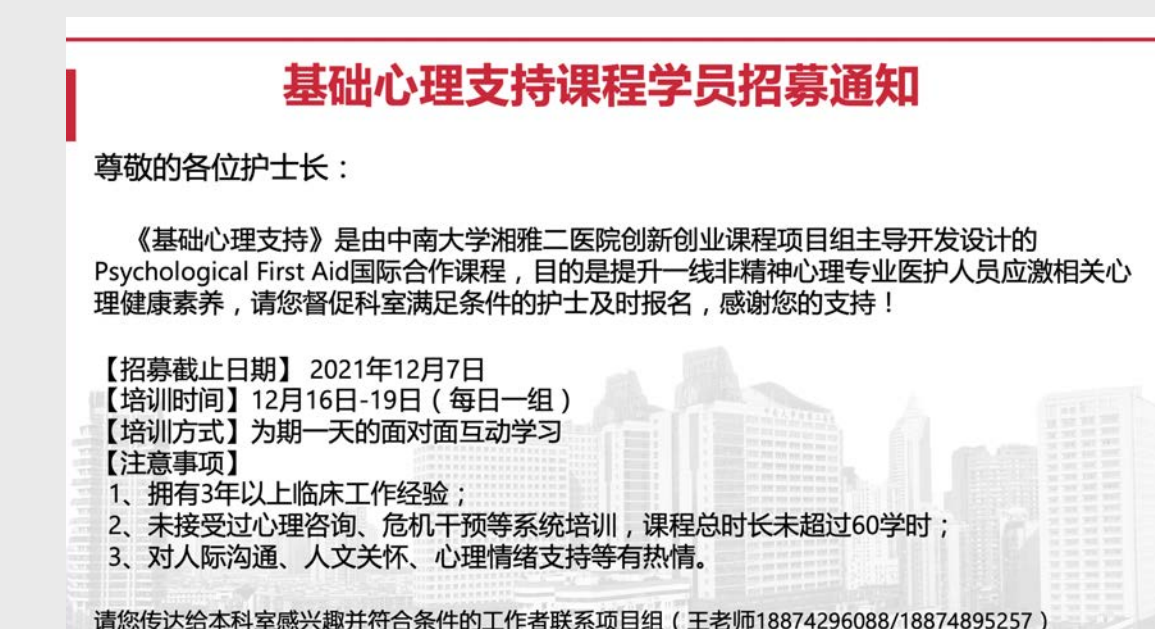 基础心理支持课程学员招募通知
尊敬的各位护士长：
《基础心理支持》是由中南大学湘雅二医院创新创业课程项目组主导开发设计的
Psychological First Aid国际合作课程，目的是提升一线非精神心理专业医护人员应激相关心
理健康素养，请您督促科室满足条件的护士及时报名，感谢您的支持！
【招募截止日期】 2021年12月7日
【培训时间】12月16日-19日（每日一组）
【培训方式】为期一天的面对面互动学习
【注意事项】
1、拥有3年以上临床工作经验；
2、未接受过心理咨询、危机干预等系统培训，课程总时长未超过60学时；
3、对人际沟通、人文关怀、心理情绪支持等有热情。
请您传达给本科室感兴趣并符合条件的工作者联系项目组（王老师18874296088/18874895257）